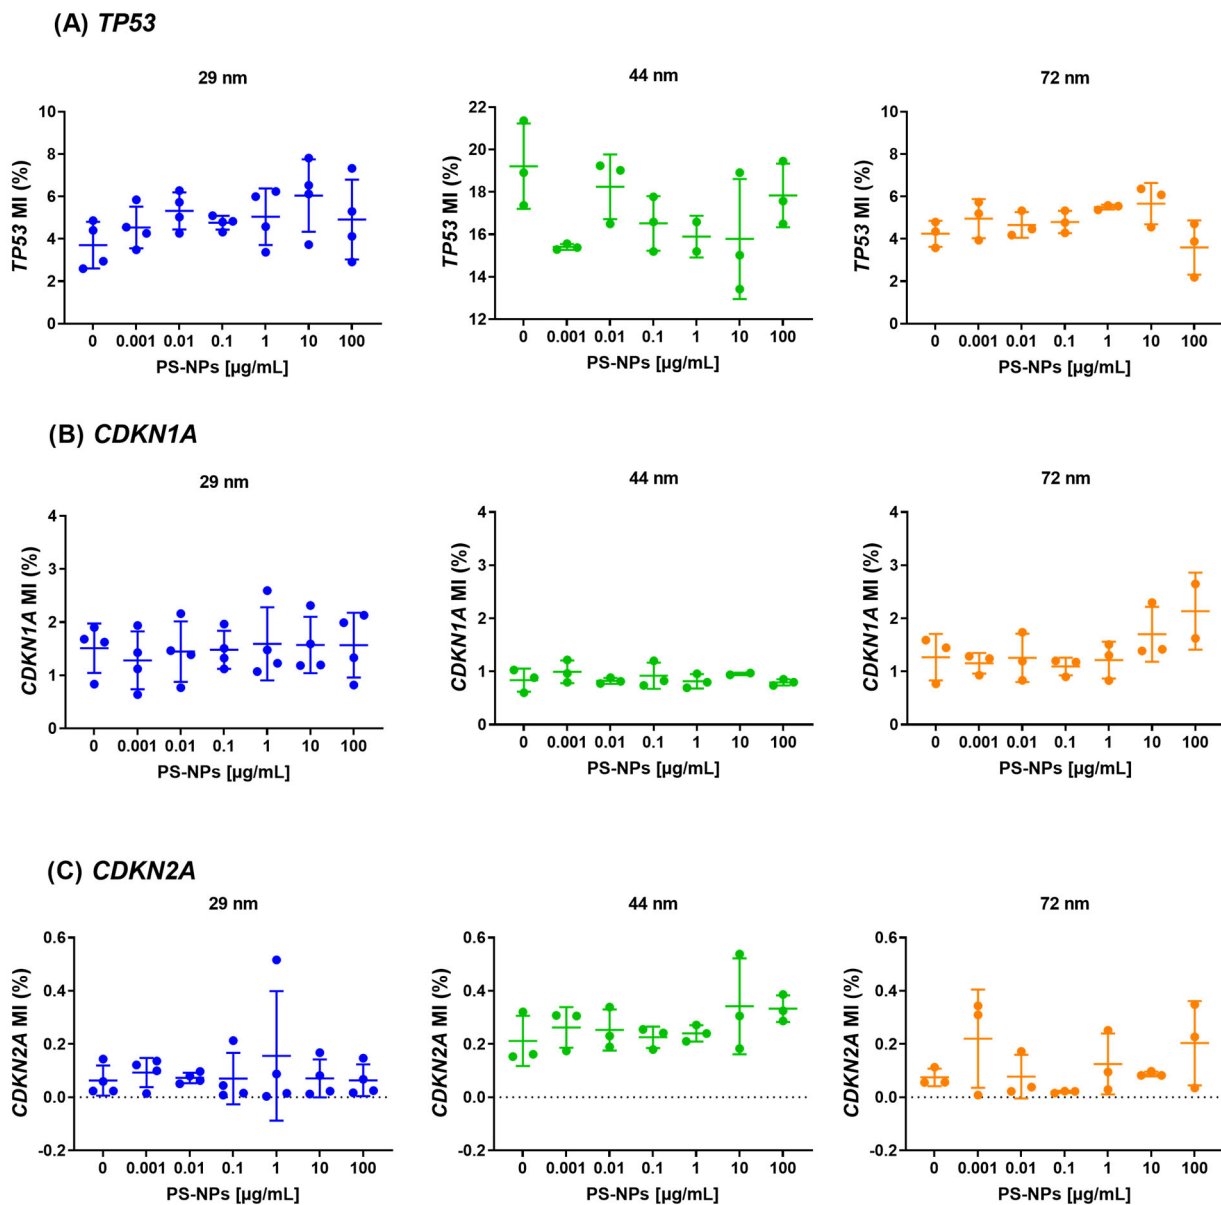 (A) TP53
29 nm
44 nm
72 nm
TP53 MI (%)
10
8
6
4
2
0
0 0.001 0.01 0.1 1 10 100
PS-NPs [µg/mL]
TP53 MI (%)
22
20
18
16
14
12
0 0.001 0.01 0.1 1 10 100
PS-NPs [µg/mL]
TP53 MI (%)
10
8
6
4
2
0
0 0.001 0.01 0.1 1 10 100
PS-NPs [µg/mL]
(B) CDKN1A
29 nm
44 nm
72 nm
CDKN1A MI (%)
4
3
2
1
0
0 0.001 0.01 0.1 1 10 100
PS-NPs [µg/mL]
CDKN1A MI (%)
4
3
2
1
0
0 0.001 0.01 0.1 1 10 100
PS-NPs [µg/mL]
CDKN1A MI (%)
4
3
2
1
0
0 0.001 0.01 0.1 1 10 100
PS-NPs [µg/mL]
(C) CDKN2A
29 nm
44 nm
72 nm
CDKN2A MI (%)
0.6
0.4
0.2
0.0
-0.2
0 0.001 0.01 0.1 1 10 100
PS-NPs [µg/mL]
CDKN2A MI (%)
0.6
0.4
0.2
0.0
-0.2
0 0.001 0.01 0.1 1 10 100
PS-NPs [µg/mL]
CDKN2A MI (%)
0.6
0.4
0.2
0.0
-0.2
0 0.001 0.01 0.1 1 10 100
PS-NPs [µg/mL]